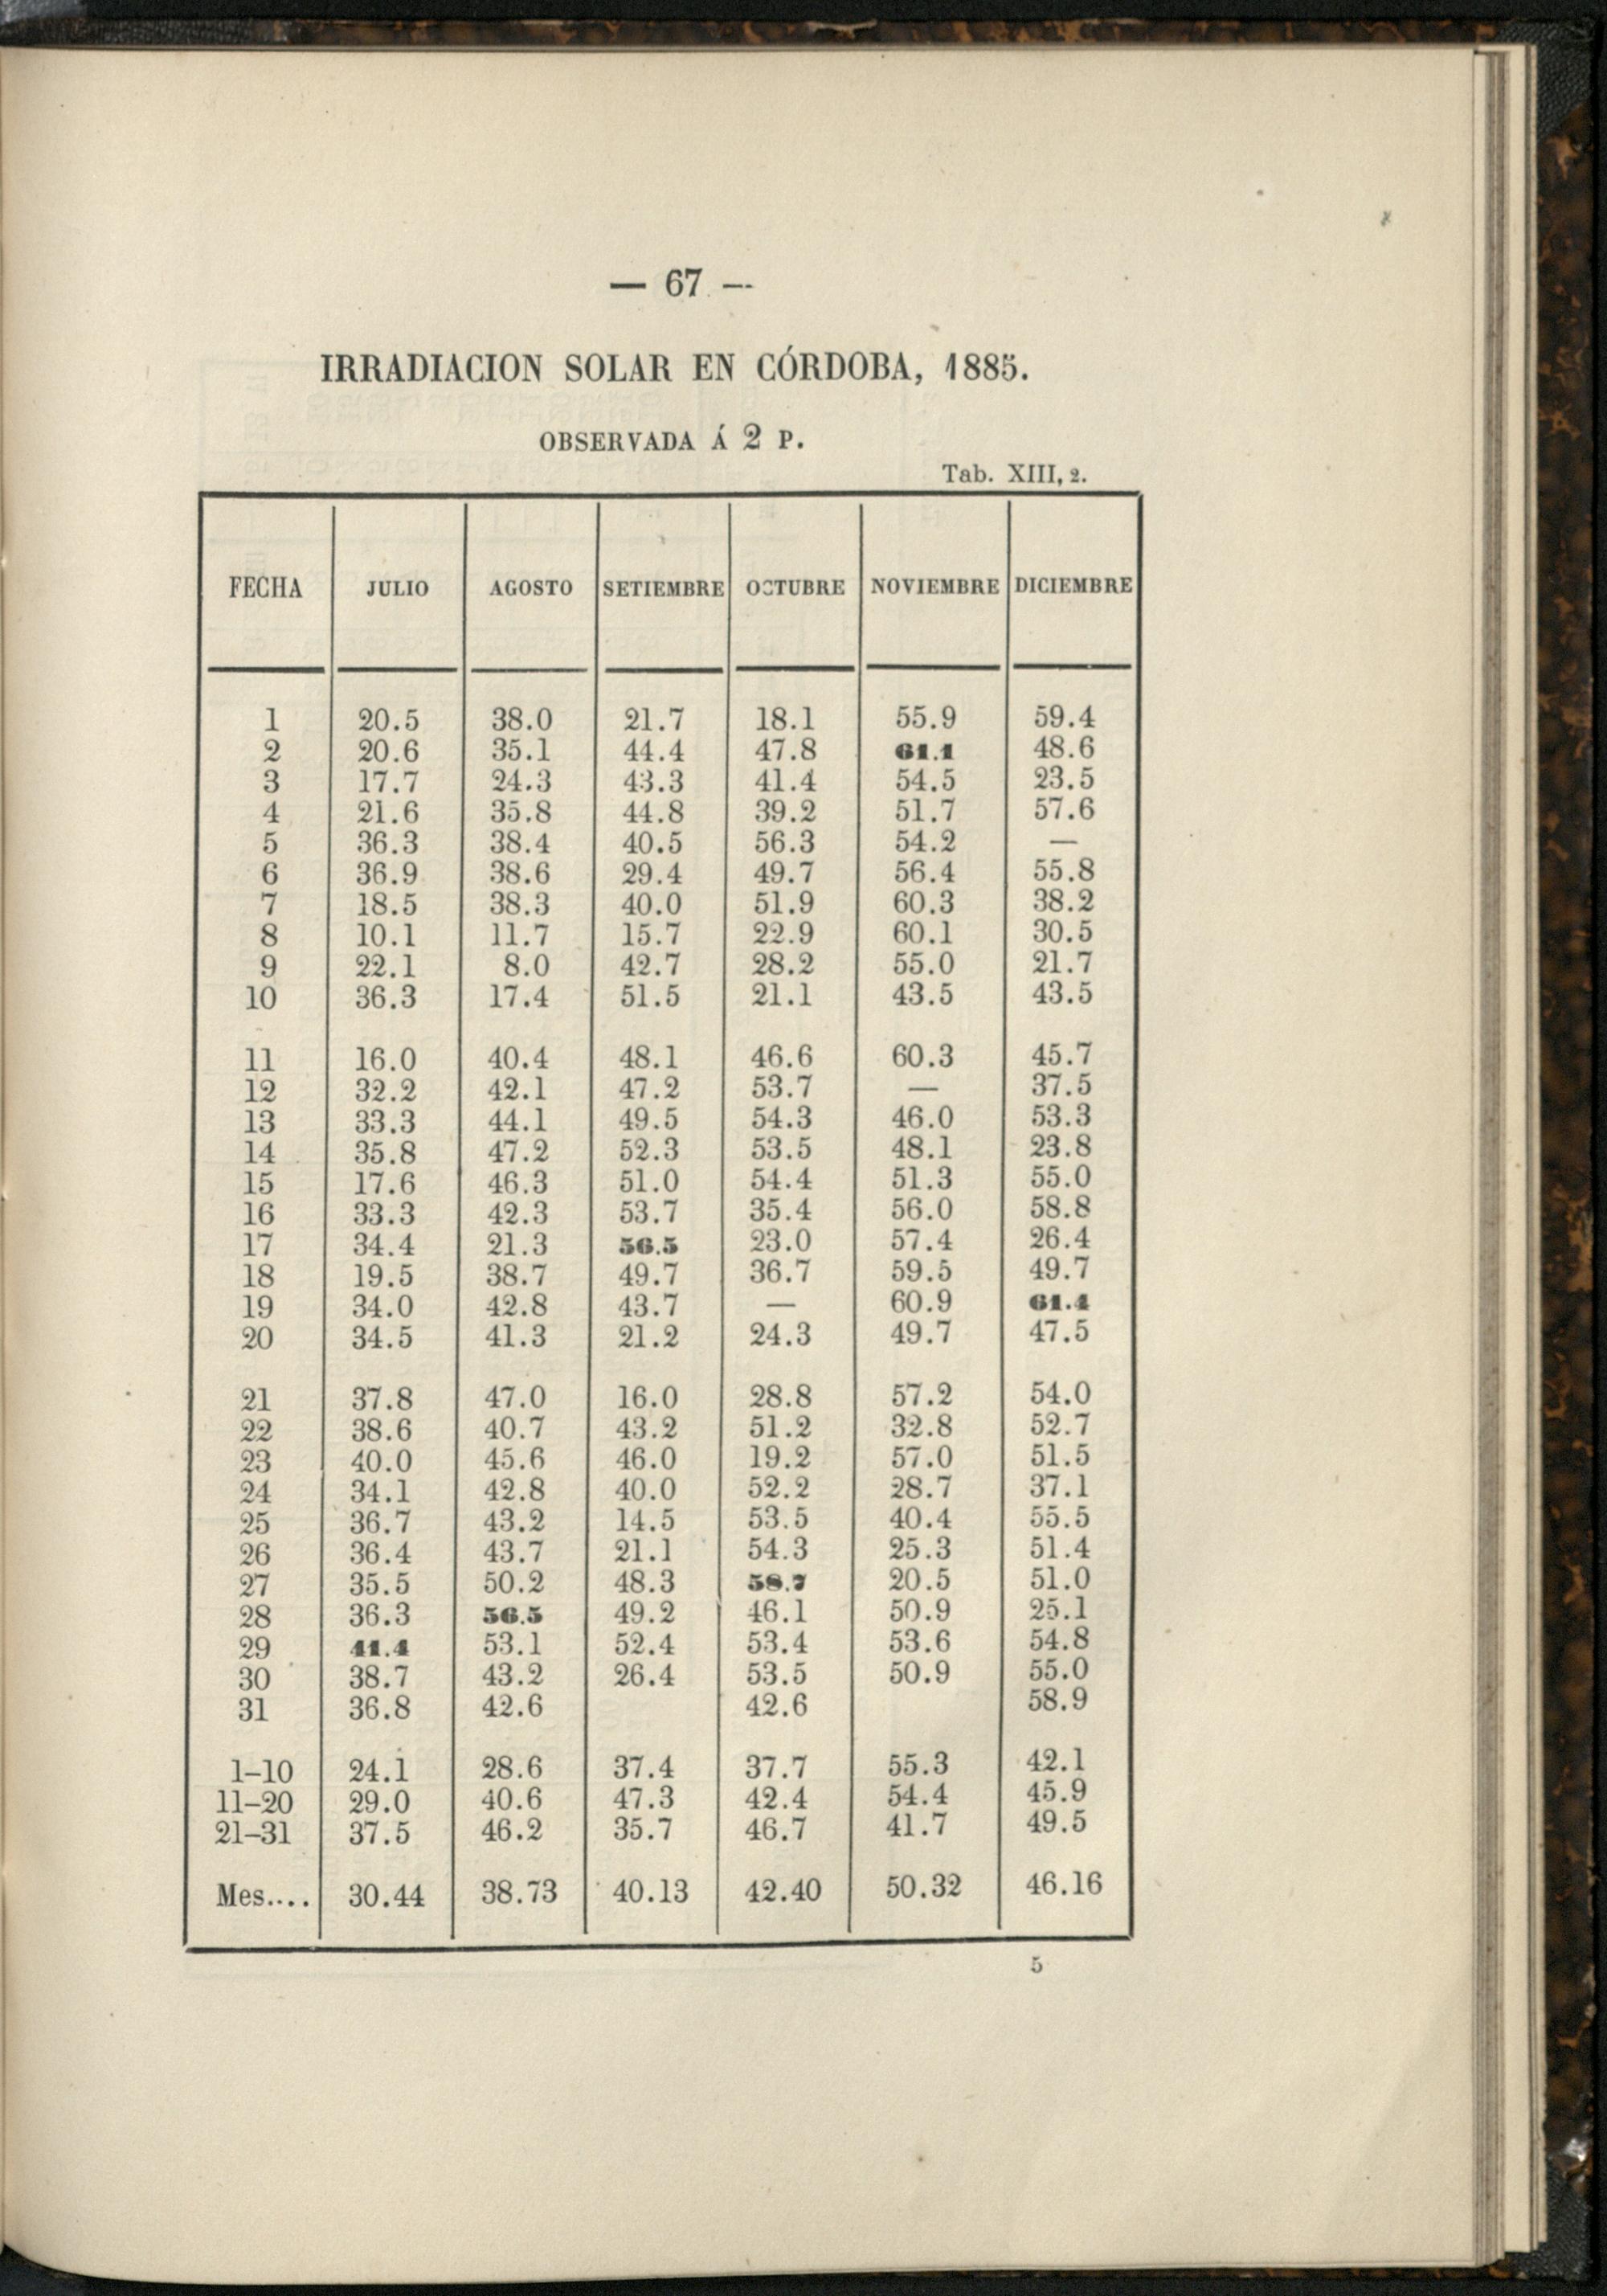 — 67 —
IRRADIACION SOLAR EN CÓRDOBA, 1885.
OBSERVADA Á 2 P.
Tab. XIII, 2.
FECHA JULIO AGOSTO SETIEMBRE OCTUBRE NOVIEMBRE DICIEMBRE
1 20.5 38.0 21.7 18.1 55.9 59.4
2 20.6 35.1 44.4 47.8 61.1 48.6
3 17.7 24.3 43.3 41.4 54.5 23.5
4 21.6 35.8 44.8 39.2 51.7 57.6
5 36.3 38.4 40.5 56.3 54.2 —
6 36.9 38.6 29.4 49.7 56.4 55.8
7 18.5 38.3 40.0 51.9 60.3 38.2
8 10.1 11.7 15.7 22.9 60.1 30.5
9 22.1 8.0 42.7 28.2 55.0 21.7
10 36.3 17.4 51.5 21.1 43.5 43.5
11 16.0 40.4 48.1 46.6 60.3 45.7
12 32.2 42.1 47.2 53.7 — 37.5
13 33.3 44.1 49.5 54.3 46.0 53.3
14 35.8 47.2 52.3 53.5 48.1 23.8
15 17.6 46.3 51.0 54.4 51.3 55.0
16 33.3 42.3 53.7 35.4 56.0 58.8
17 34.4 21.3 56.5 23.0 57.4 26.4
18 19.5 38.7 49.7 36.7 59.5 49.7
19 34.0 42.8 43.7 — 60.9 61.4
20 34.5 41.3 21.2 24.3 49.7 47.5
21 37.8 47.0 16.0 28.8 57.2 54.0
22 38.6 40.7 43.2 51.2 32.8 52.7
23 40.0 45.6 46.0 19.2 57.0 51.5
24 34.1 42.8 40.0 52.2 28.7 37.1
25 36.7 43.2 14.5 53.5 40.4 55.5
26 36.4 43.7 21.1 54.3 25.3 51.4
27 35.5 50.2 48.3 58.7 20.5 51.0
28 36.3 56.5 49.2 46.1 50.9 25.1
29 41.4 53.1 52.4 53.4 53.6 54.8
30 38.7 43.2 26.4 53.5 50.9 55.0
31 36.8 42.6 42.6 58.9
1–10 24.1 28.6 37.4 37.7 55.3 42.1
11–20 29.0 40.6 47.3 42.4 54.4 45.9
21–31 37.5 46.2 35.7 46.7 41.7 49.5
Mes.... 30.44 38.73 40.13 42.40 50.32 46.16
5